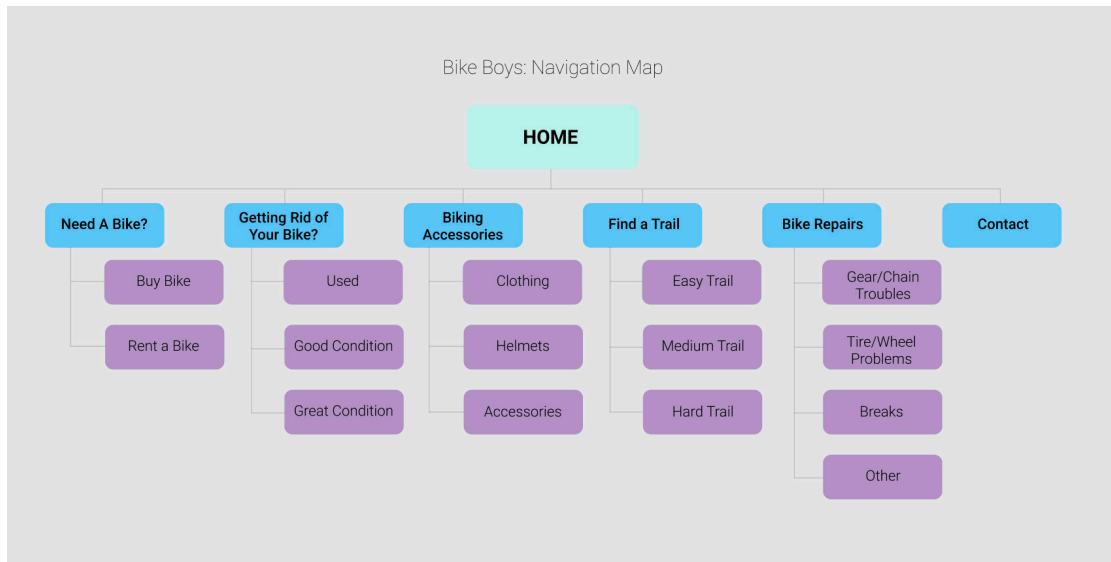 Bike Boys: Navigation Map
HOME
Need A Bike?
Buy Bike
Rent a Bike
Getting Rid of
Your Bike?
Used
Good Condition
Great Condition
Biking
Accessories
Clothing
Helmets
Accessories
Find a Trail
Easy Trail
Medium Trail
Hard Trail
Bike Repairs
Gear/Chain
Troubles
Tire/Wheel
Problems
Breaks
Other
Contact